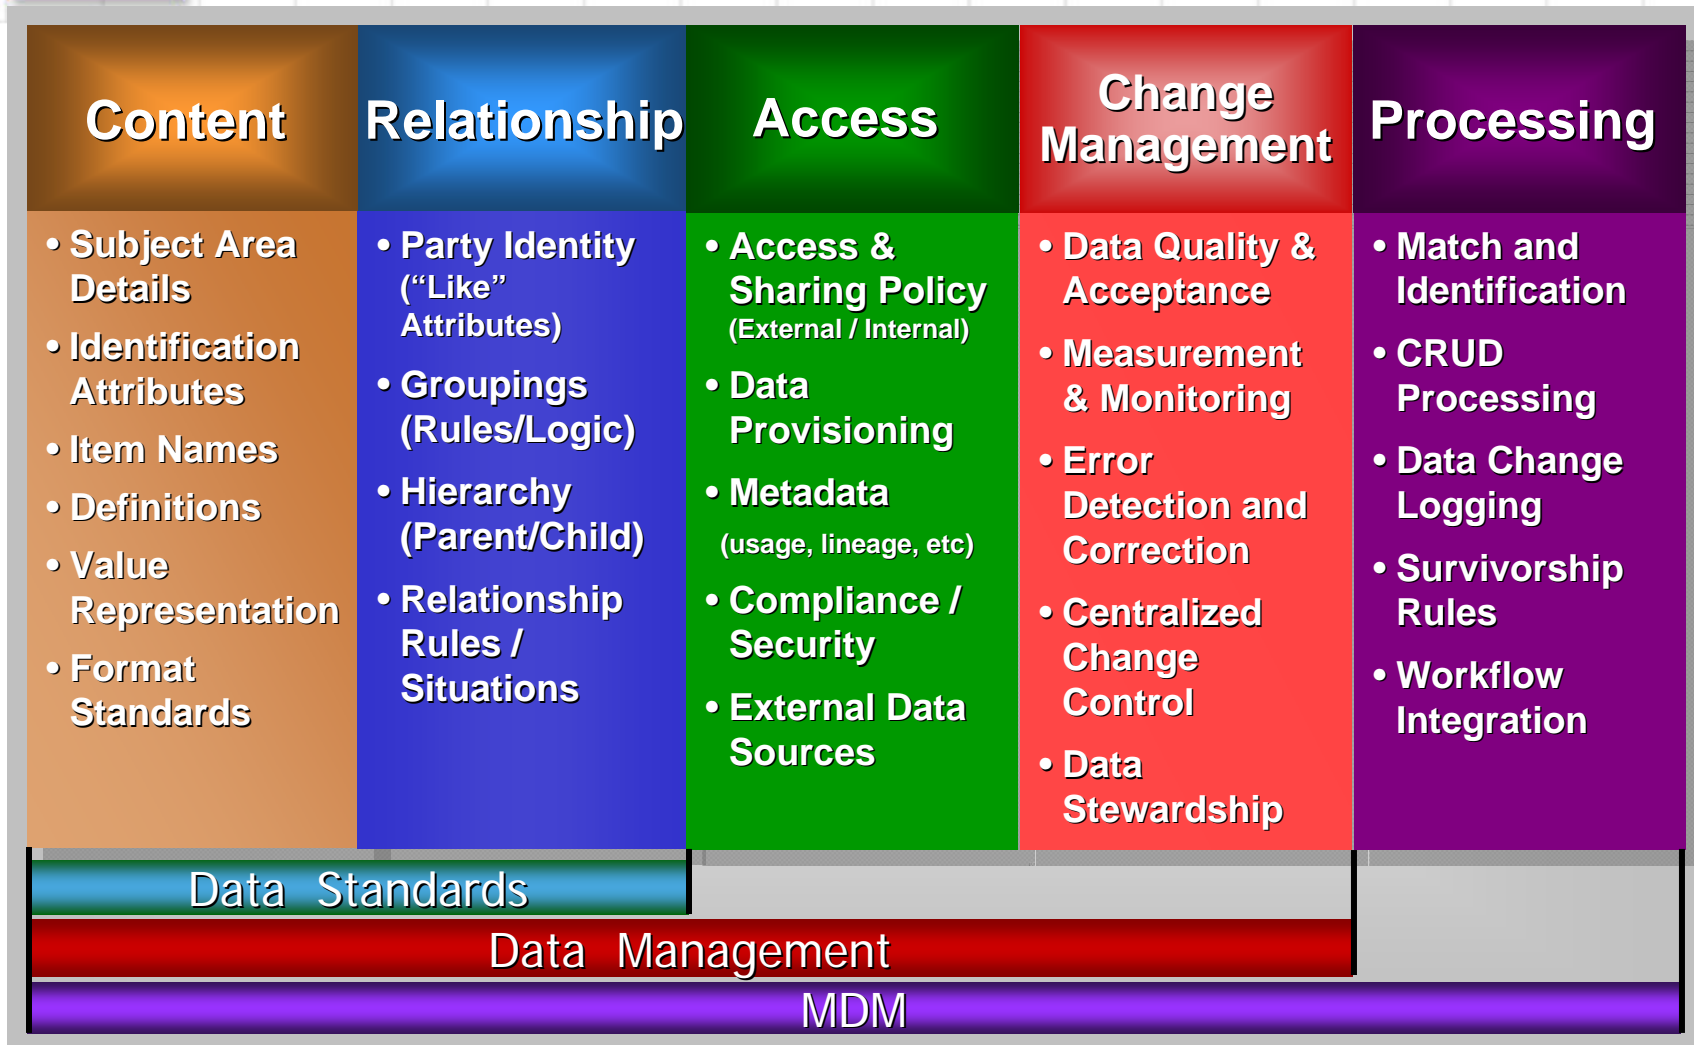 Content
• Subject Area
Details
• Identification
Attributes
• Item Names
• Definitions
• Value
Representation
• Format
Standards
Relationship
• Party Identity
(“Like”
Attributes)
• Groupings
(Rules/Logic)
• Hierarchy
(Parent/Child)
• Relationship
Rules /
Situations
Access
• Access &
Sharing Policy
(External / Internal)
• Data
Provisioning
• Metadata
(usage, lineage, etc)
• Compliance /
Security
• External Data
Sources
Change
Management
• Data Quality &
Acceptance
• Measurement
& Monitoring
• Error
Detection and
Correction
• Centralized
Change
Control
• Data
Stewardship
Processing
• Match and
Identification
• CRUD
Processing
• Data Change
Logging
• Survivorship
Rules
• Workflow
Integration
Data Standards
Data Management
MDM